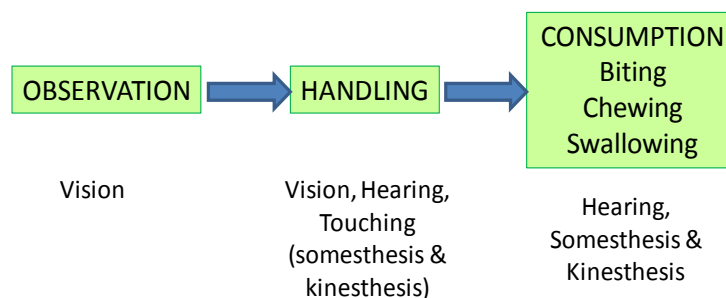 OBSERVATION
HANDLING
CONSUMPTION
Biting
Chewing
Swallowing
Vision
Vision, Hearing,
Touching
(somesthesis &
kinesthesis)
Hearing,
Somesthesis &
Kinesthesis